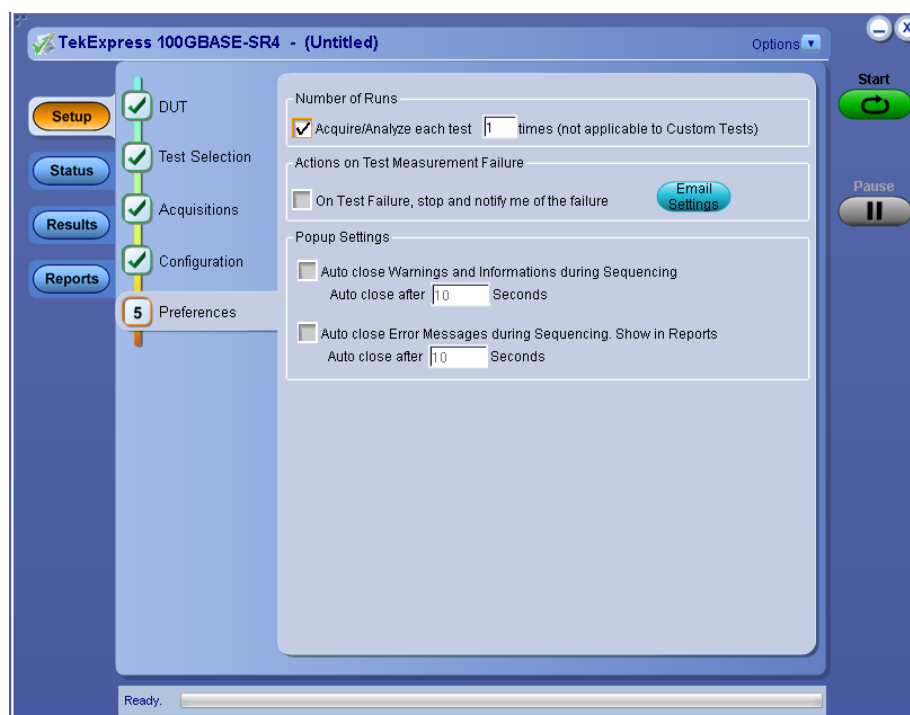 TekExpress 100GBASE-SR4 - (Untitled)
Options
X
Start
Pause
Setup
Status
Results
Reports
DUT
Test Selection
Acquisitions
Configuration
5 Preferences
Number of Runs
Acquire/Analyze each test 1 times (not applicable to Custom Tests)
Actions on Test Measurement Failure
On Test Failure, stop and notify me of the failure
Email
Settings
Popup Settings
Auto close Warnings and Informations during Sequencing
Auto close after 10 Seconds
Auto close Error Messages during Sequencing. Show in Reports
Auto close after 10 Seconds
Ready.